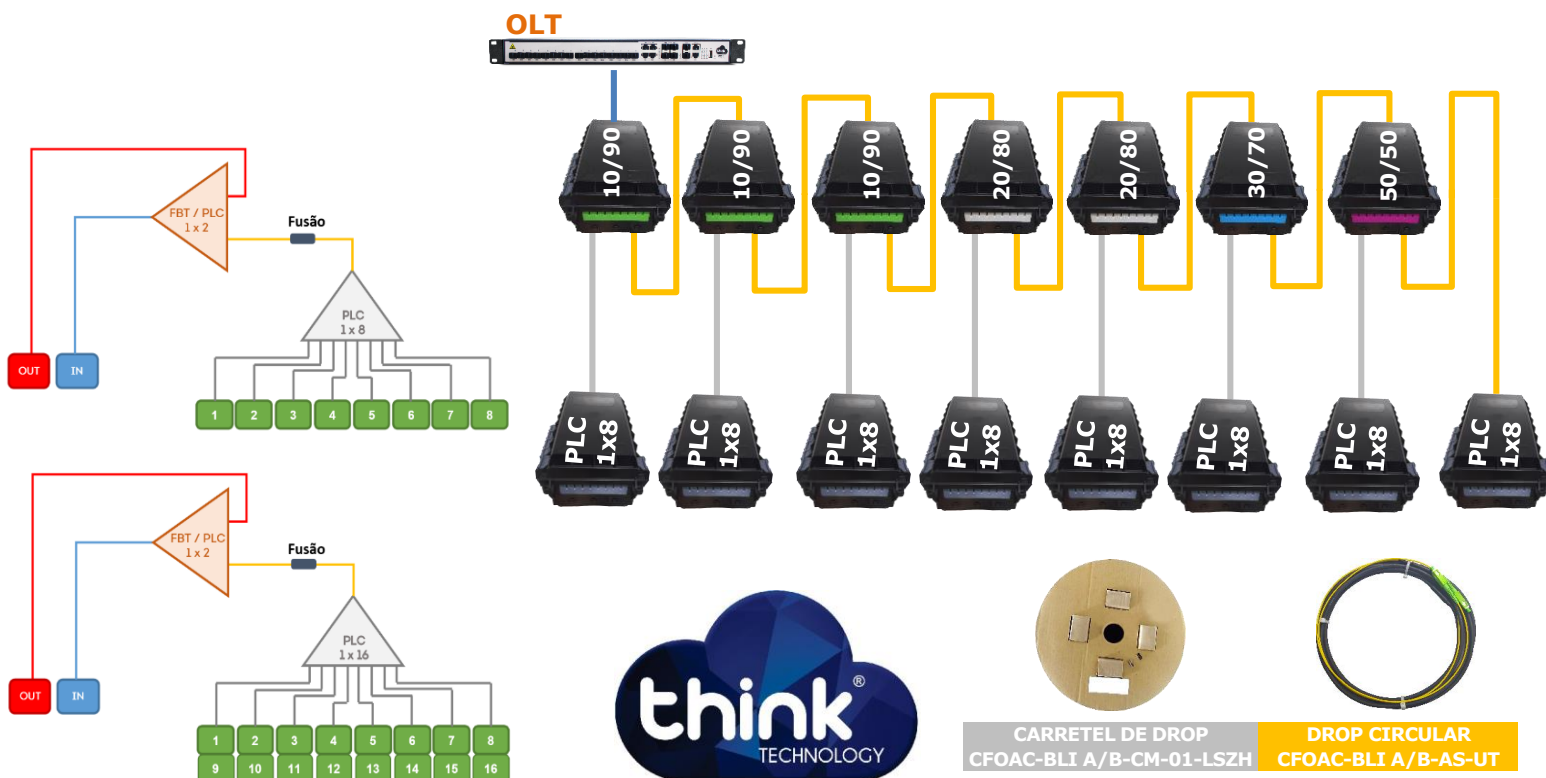 OLT
10/90
10/90
10/90
20/80
20/80
30/70
50/50
FBT / PLC
1 x 2
Fusão
PLC
1 x 8
OUT
IN
1
2
3
4
5
6
7
8
PLC
1x8
PLC
1x8
PLC
1x8
PLC
1x8
PLC
1x8
PLC
1x8
PLC
1x8
PLC
1x8
FBT / PLC
1 x 2
Fusão
PLC
1 x 16
OUT
IN
1
2
3
4
5
6
7
8
9
10
11
12
13
14
15
16
think®
TECHNOLOGY
CARRETEL DE DROP
CFOAC-BLI A/B-CM-01-LSZH
DROP CIRCULAR
CFOAC-BLI A/B-AS-UT